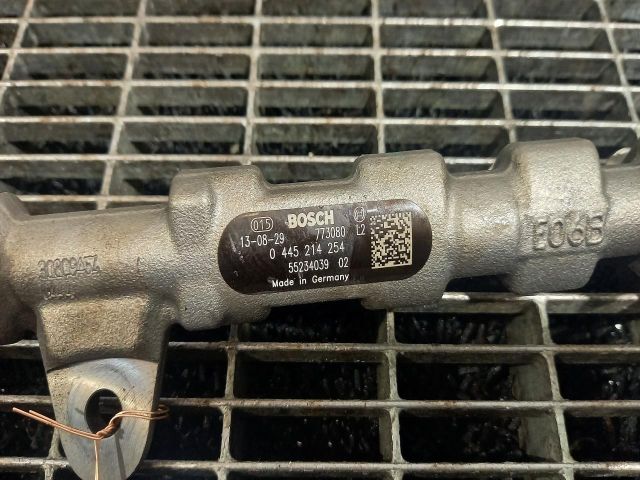 015 BOSCH
13-08-29 773080 L2
0 445 214 254
55234039 02
Made in Germany
E06B